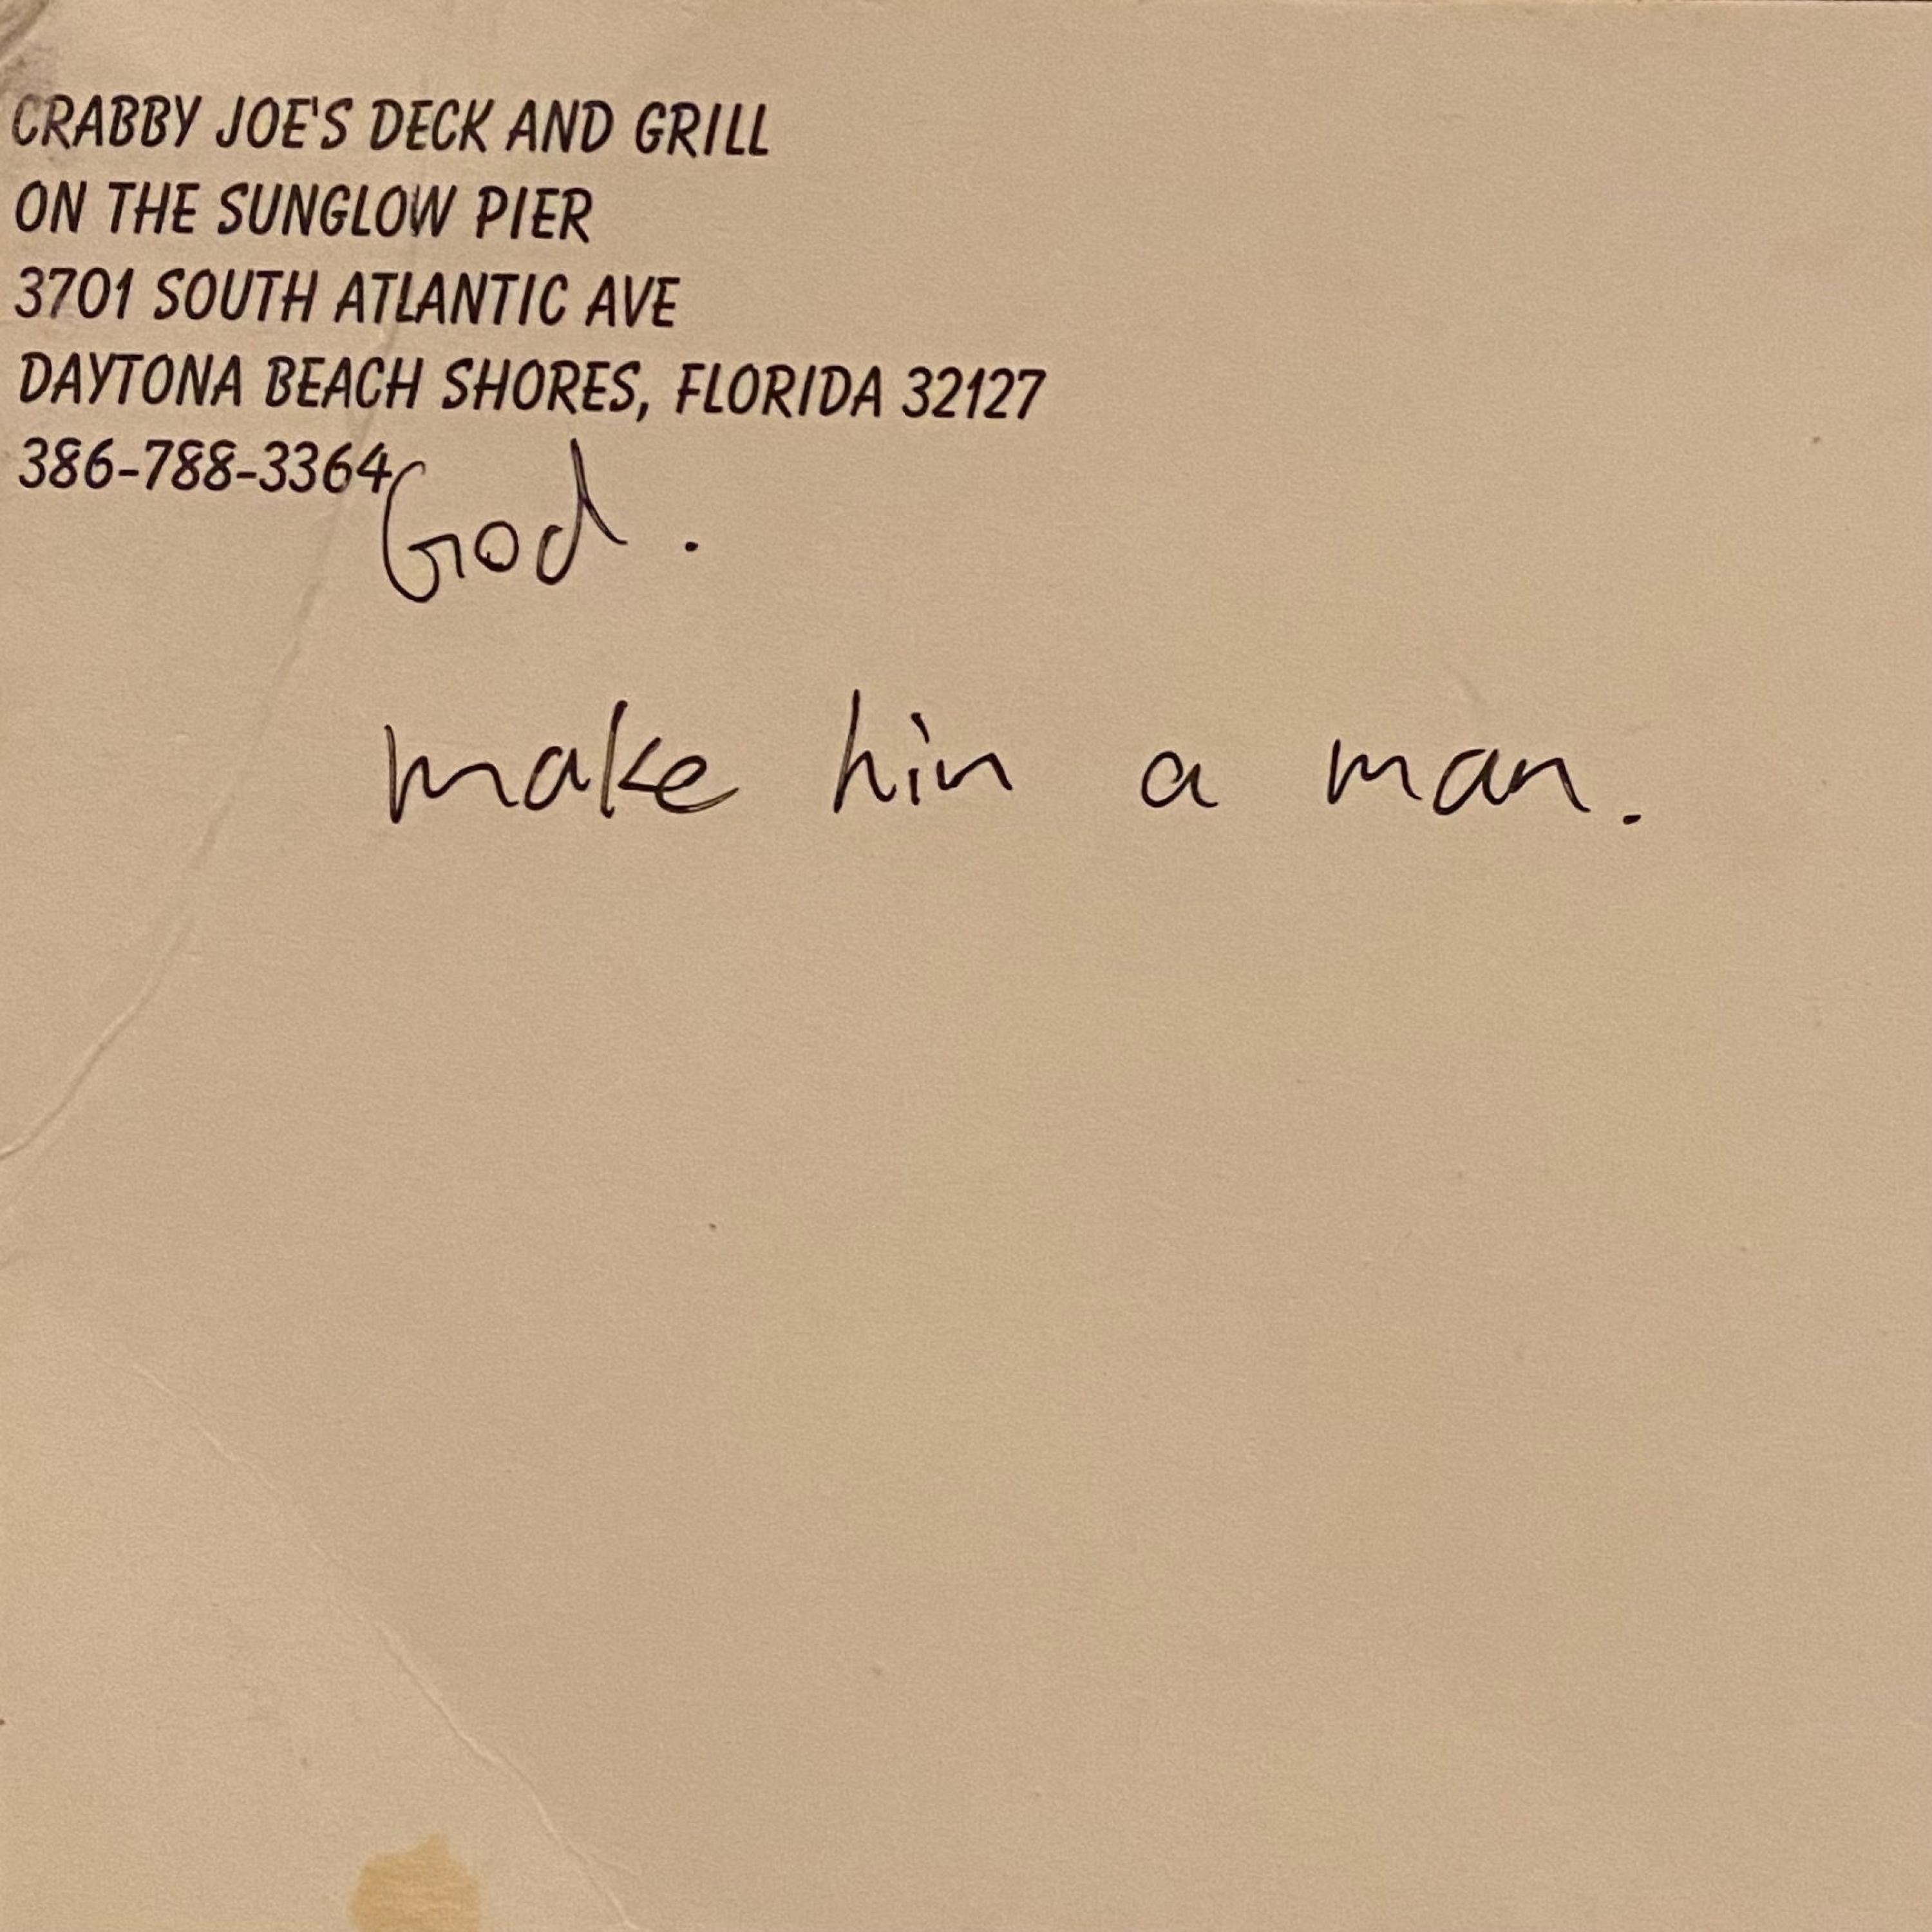 CRABBY JOE'S DECK AND GRILL
ON THE SUNGLOW PIER
3701 SOUTH ATLANTIC AVE
DAYTONA BEACH SHORES, FLORIDA 32127
386-788-3364
God.
make him a man.